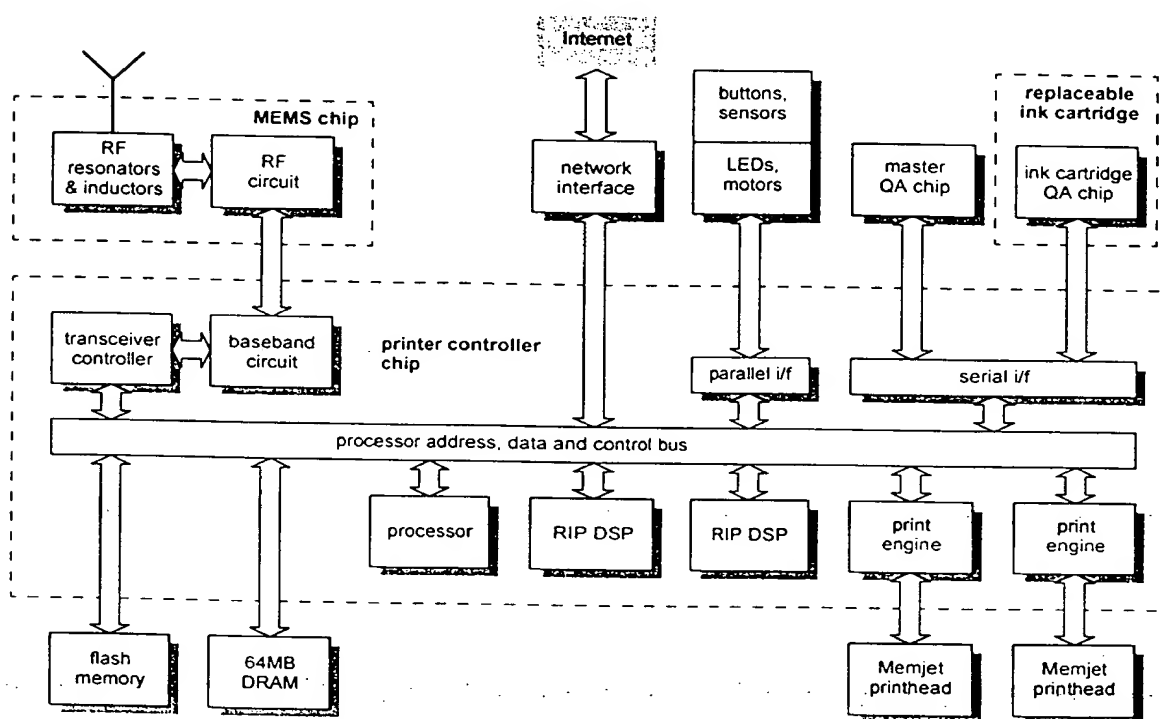 Internet
MEMS chip
RF
resonators
& inductors
RF
circuit
network
interface
buttons,
sensors
LEDs,
motors
master
QA chip
replaceable
ink cartridge
ink cartridge
QA chip
transceiver
controller
baseband
circuit
printer controller
chip
parallel i/f
serial i/f
processor address, data and control bus
processor
RIP DSP
RIP DSP
print
engine
print
engine
flash
memory
64MB
DRAM
Memjet
printhead
Memjet
printhead